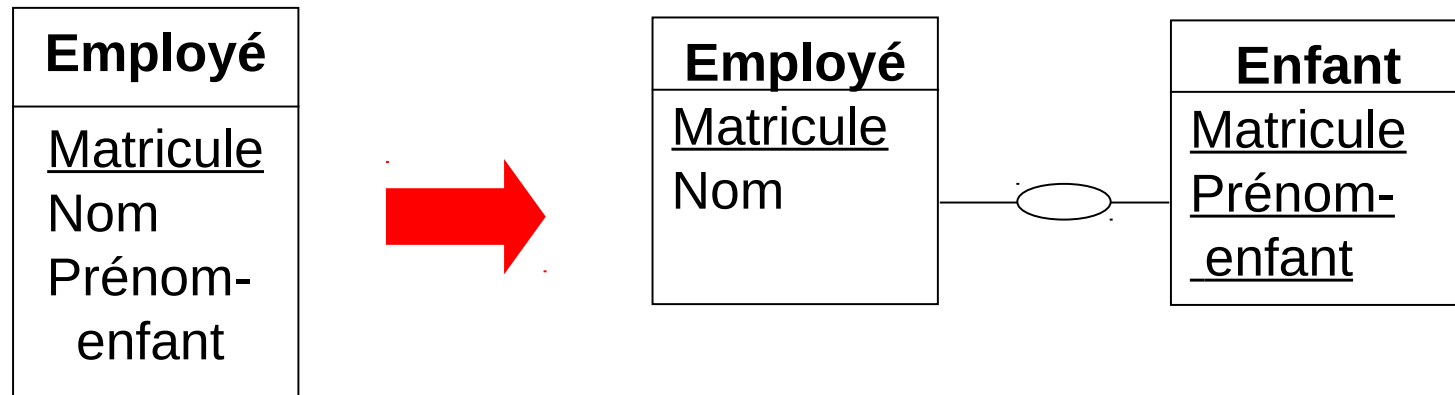 Employé
Matricule
Nom
Prénom-
enfant
Employé
Matricule
Nom
Enfant
Matricule
Prénom-
enfant